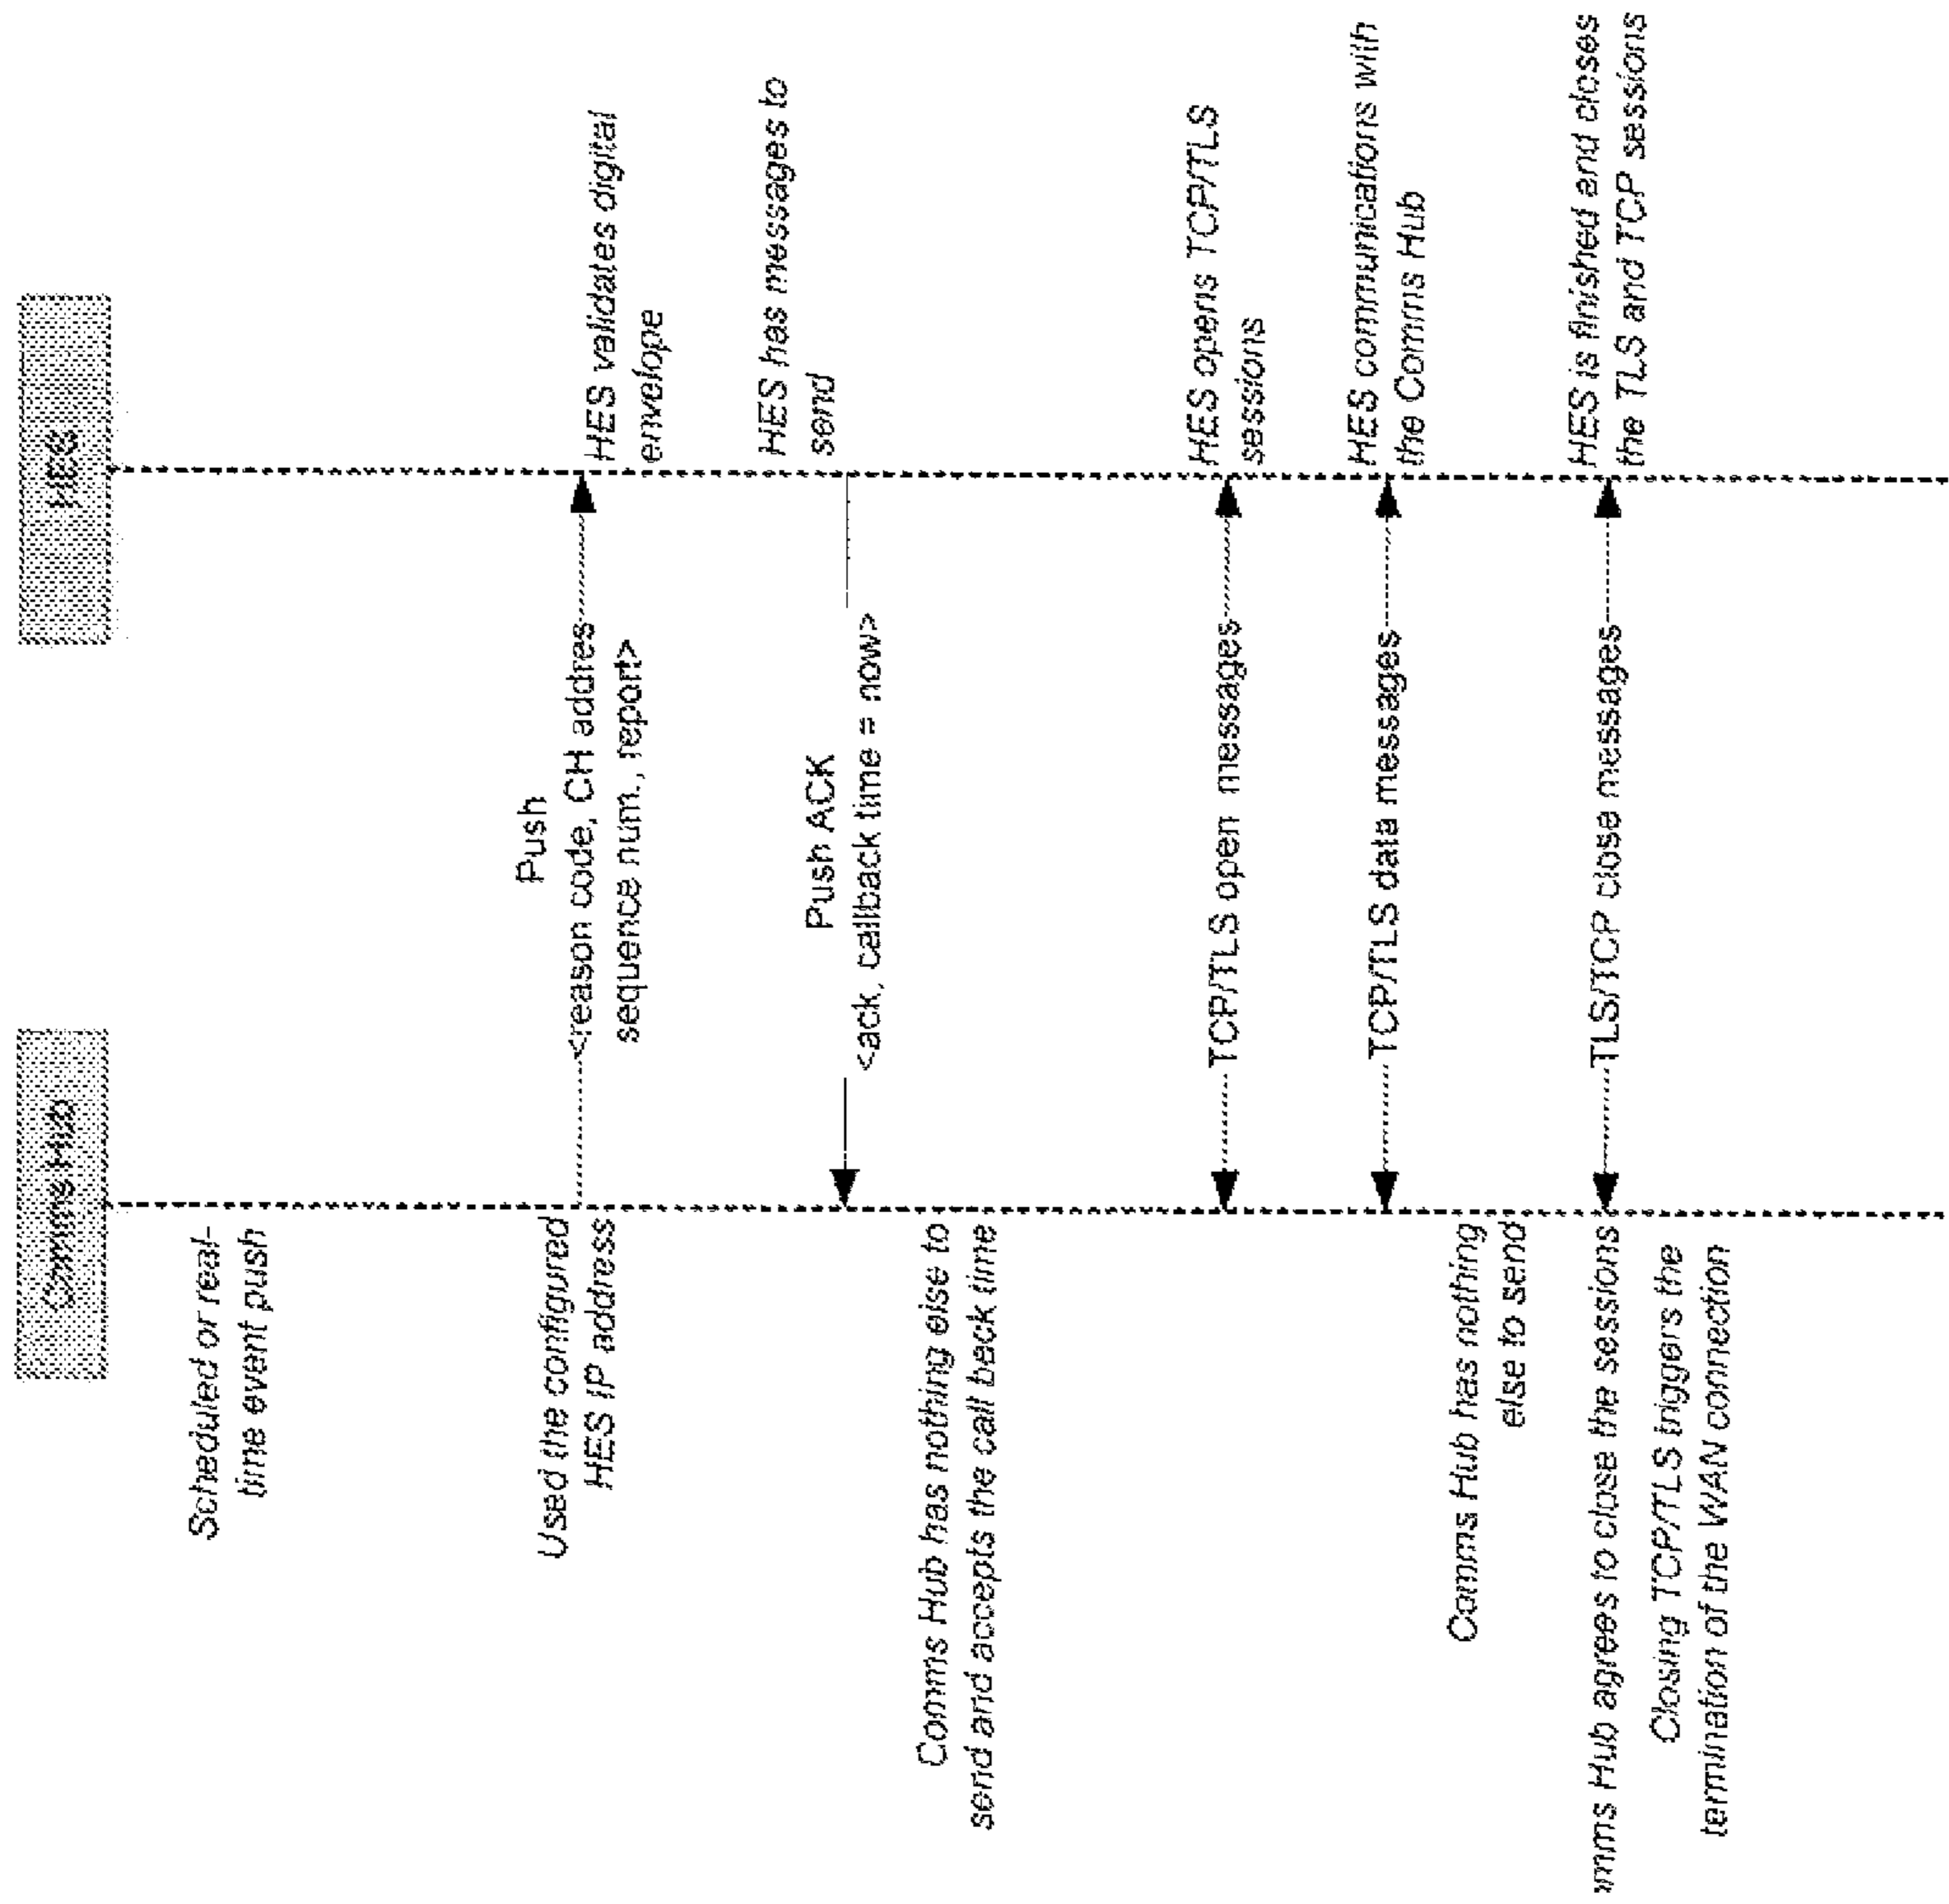 Comms Hub
HES
Scheduled or real-
time event push
Used the configured
HES IP address
Push
<reason code, CH addres
sequence num., report>
HES validates digital
envelope
HES has messages to
send
Push ACK
<ack, callback time = now>
Comms Hub has nothing else to
send and accepts the call back time
TCP/TLS open messages
HES opens TCP/TLS
sessions
TCP/TLS data messages
HES communications with
the Comms Hub
Comms Hub has nothing
else to send
mms Hub agrees to close the sessions
TLS/TCP close messages
HES is finished end closes
the TLS and TCP sessions
Closing TCP/TLS triggers the
termination of the WAN connection